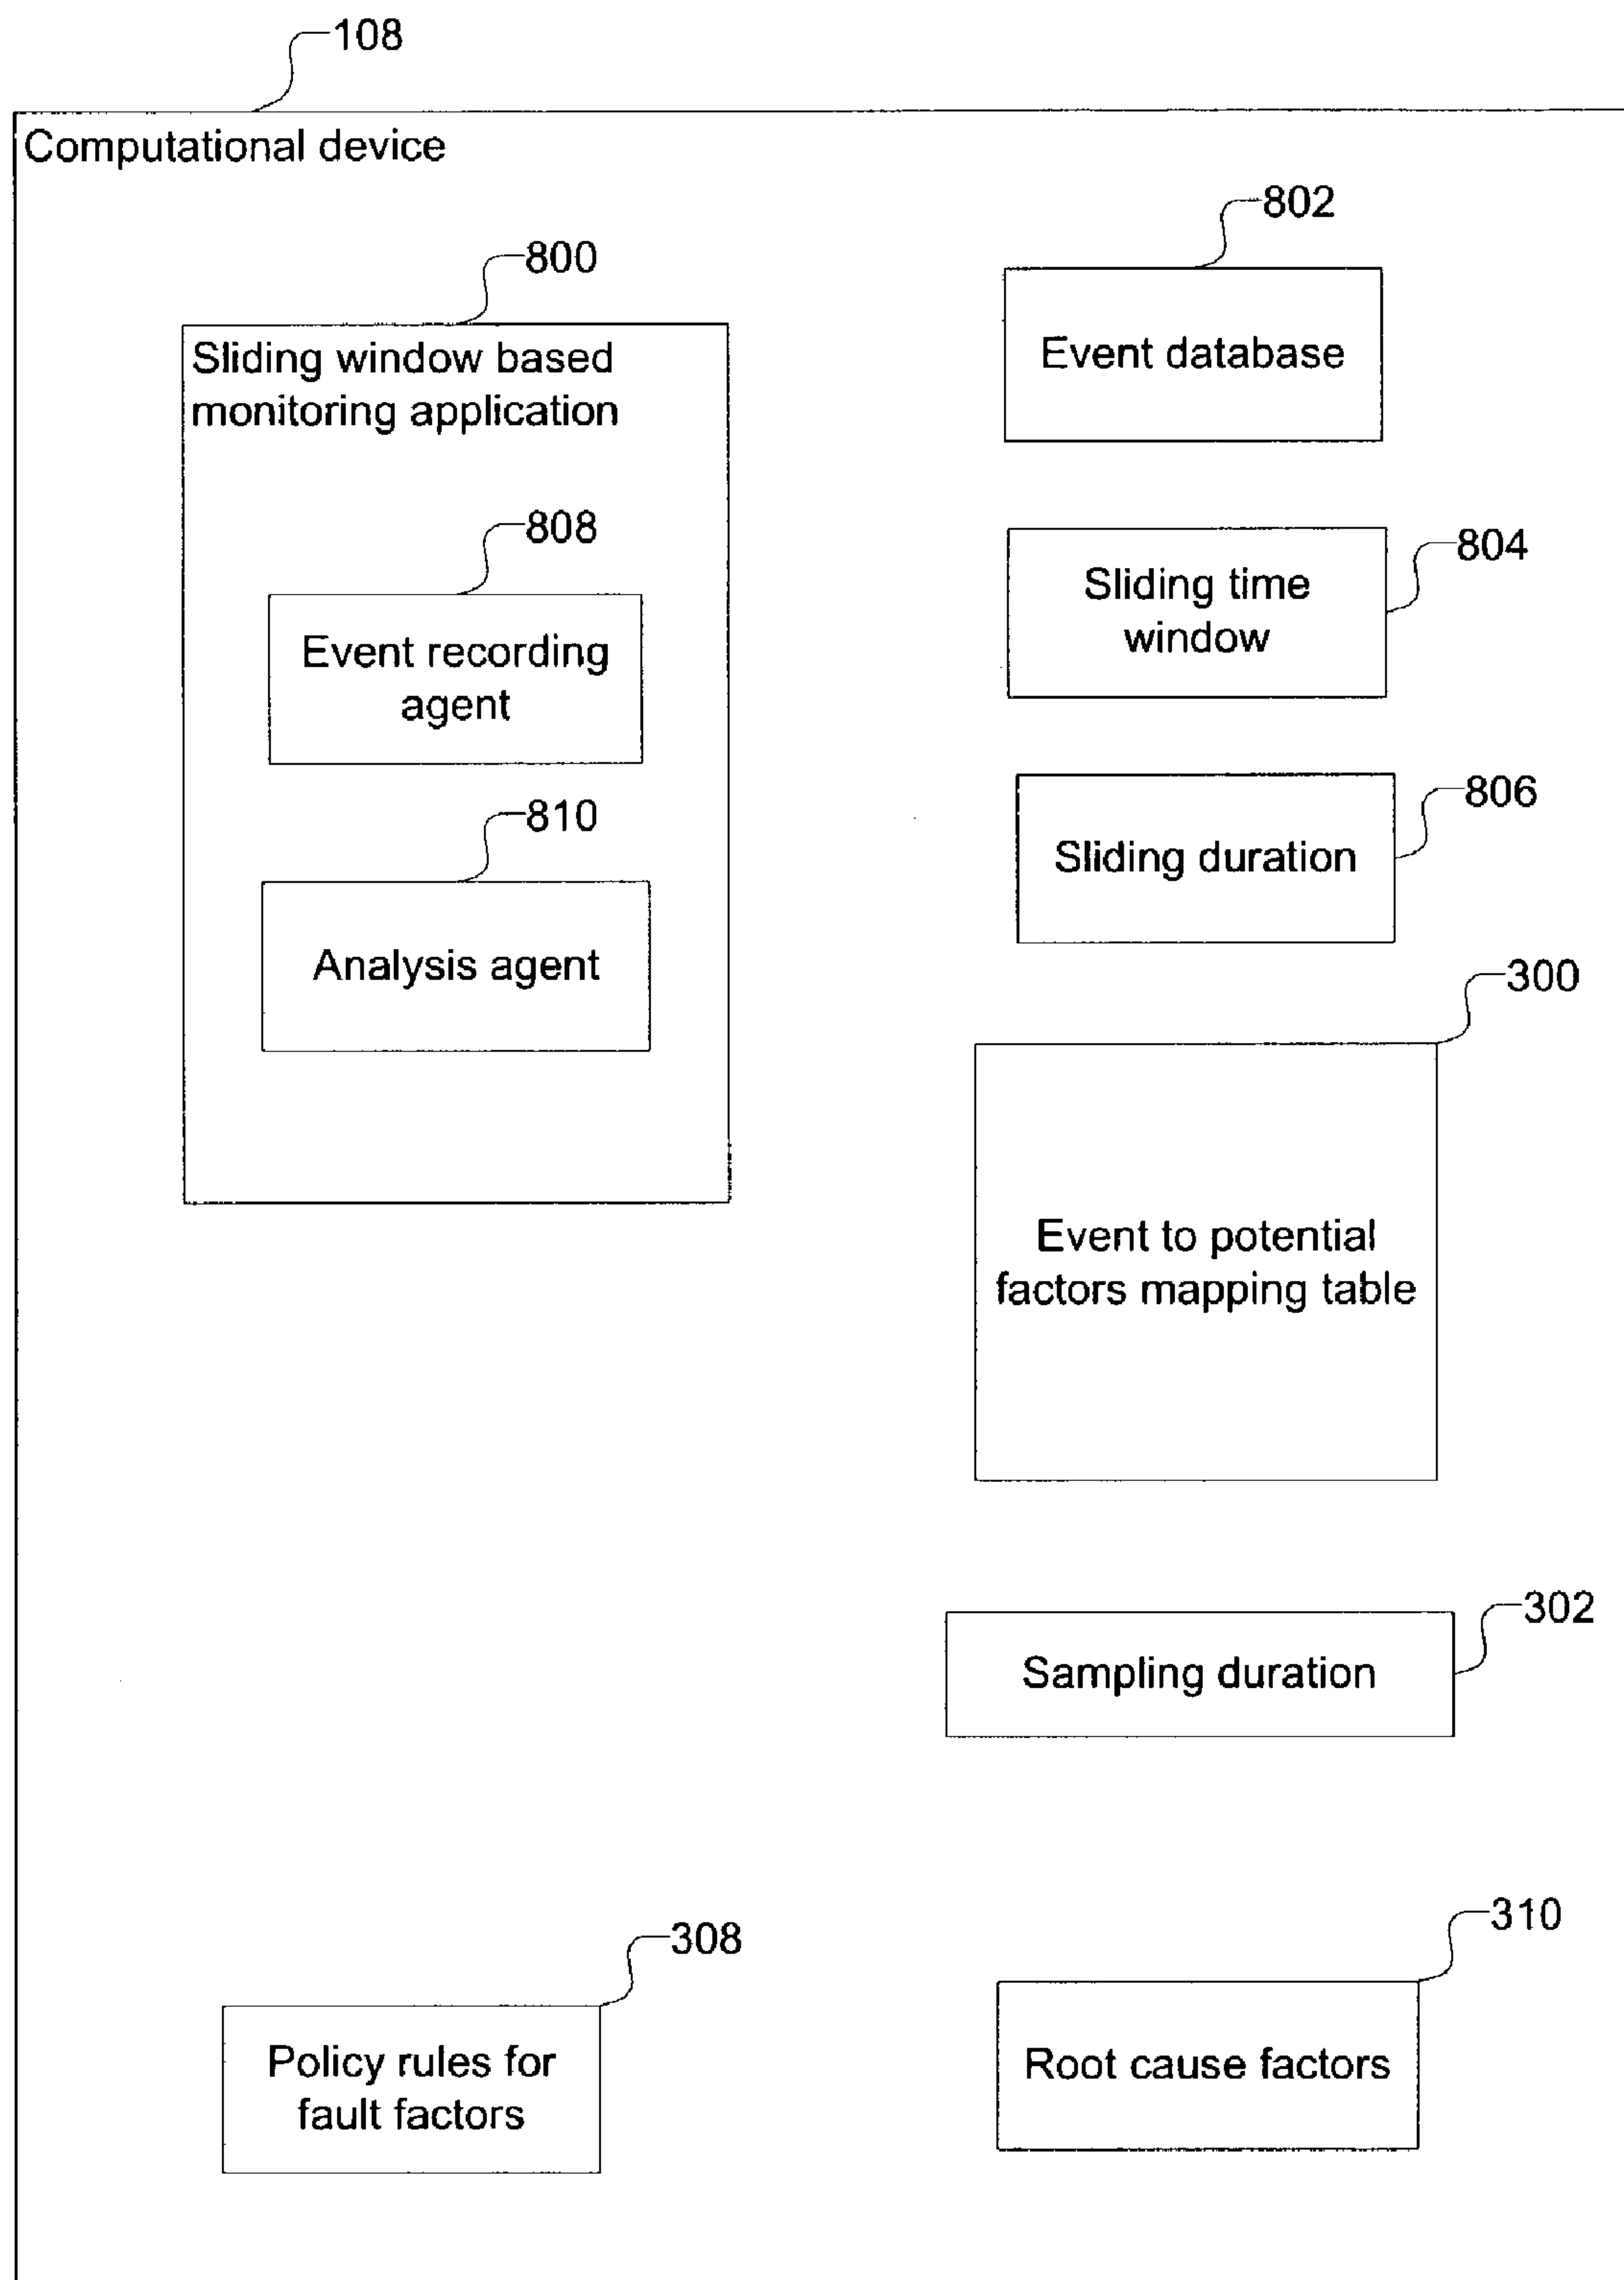 108
Computational device
802
800
Event database
Sliding window based
monitoring application
808
804
Sliding time
window
Event recording
agent
806
810
Sliding duration
Analysis agent
300
Event to potential
factors mapping table
302
Sampling duration
310
308
Root cause factors
Policy rules for
fault factors